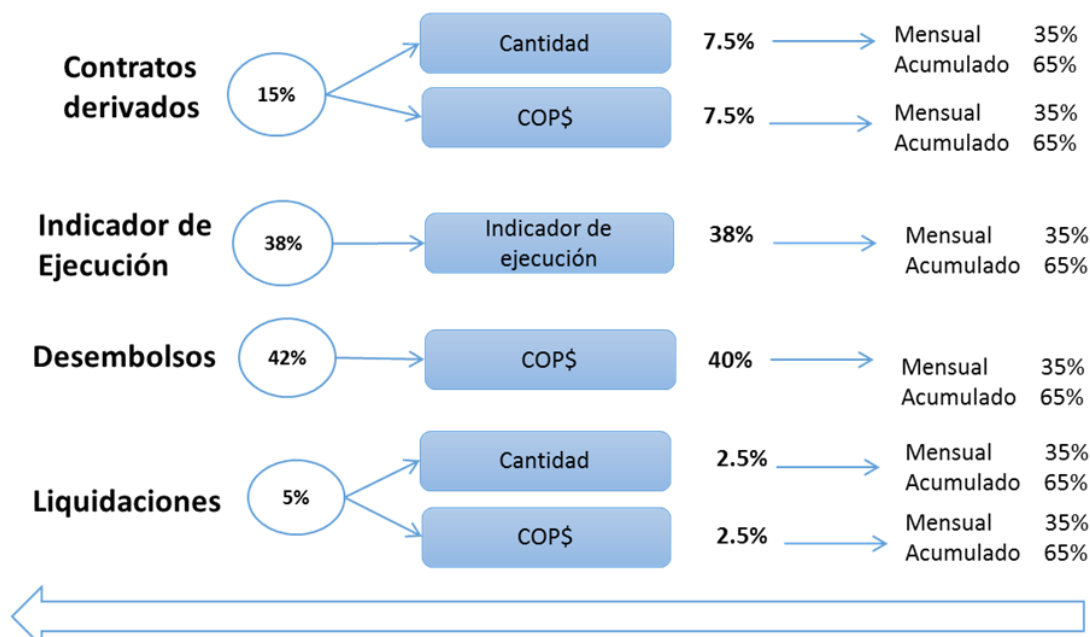 Contratos
derivados
15%
Cantidad
7.5%
Mensual 35%
Acumulado 65%
COP$
7.5%
Mensual 35%
Acumulado 65%
Indicador de
Ejecución
38%
Indicador de
ejecución
38%
Mensual 35%
Acumulado 65%
Desembolsos
42%
COP$
40%
Mensual 35%
Acumulado 65%
Liquidaciones
5%
Cantidad
2.5%
Mensual 35%
Acumulado 65%
COP$
2.5%
Mensual 35%
Acumulado 65%